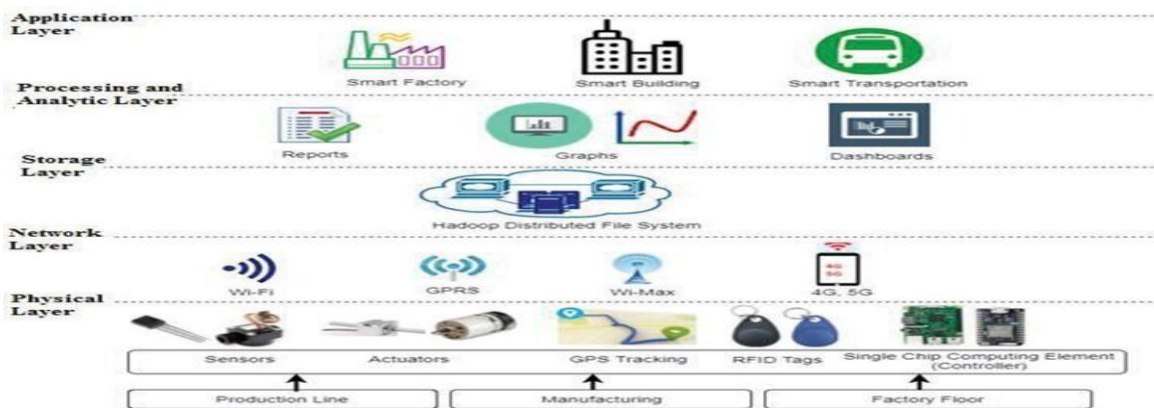 Application
Layer
Smart Factory
Smart Building
Smart Transportation
Processing and
Analytic Layer
Reports
Graphs
Dashboards
Storage
Layer
Hadoop Distributed File System
Network
Layer
Wi-Fi
GPRS
Wi-Max
4G
5G
4G, 5G
Physical
Layer
Sensors
Actuators
GPS Tracking
RFID Tags
Single Chip Computing Element
(Controller)
Production Line
Manufacturing
Factory Floor